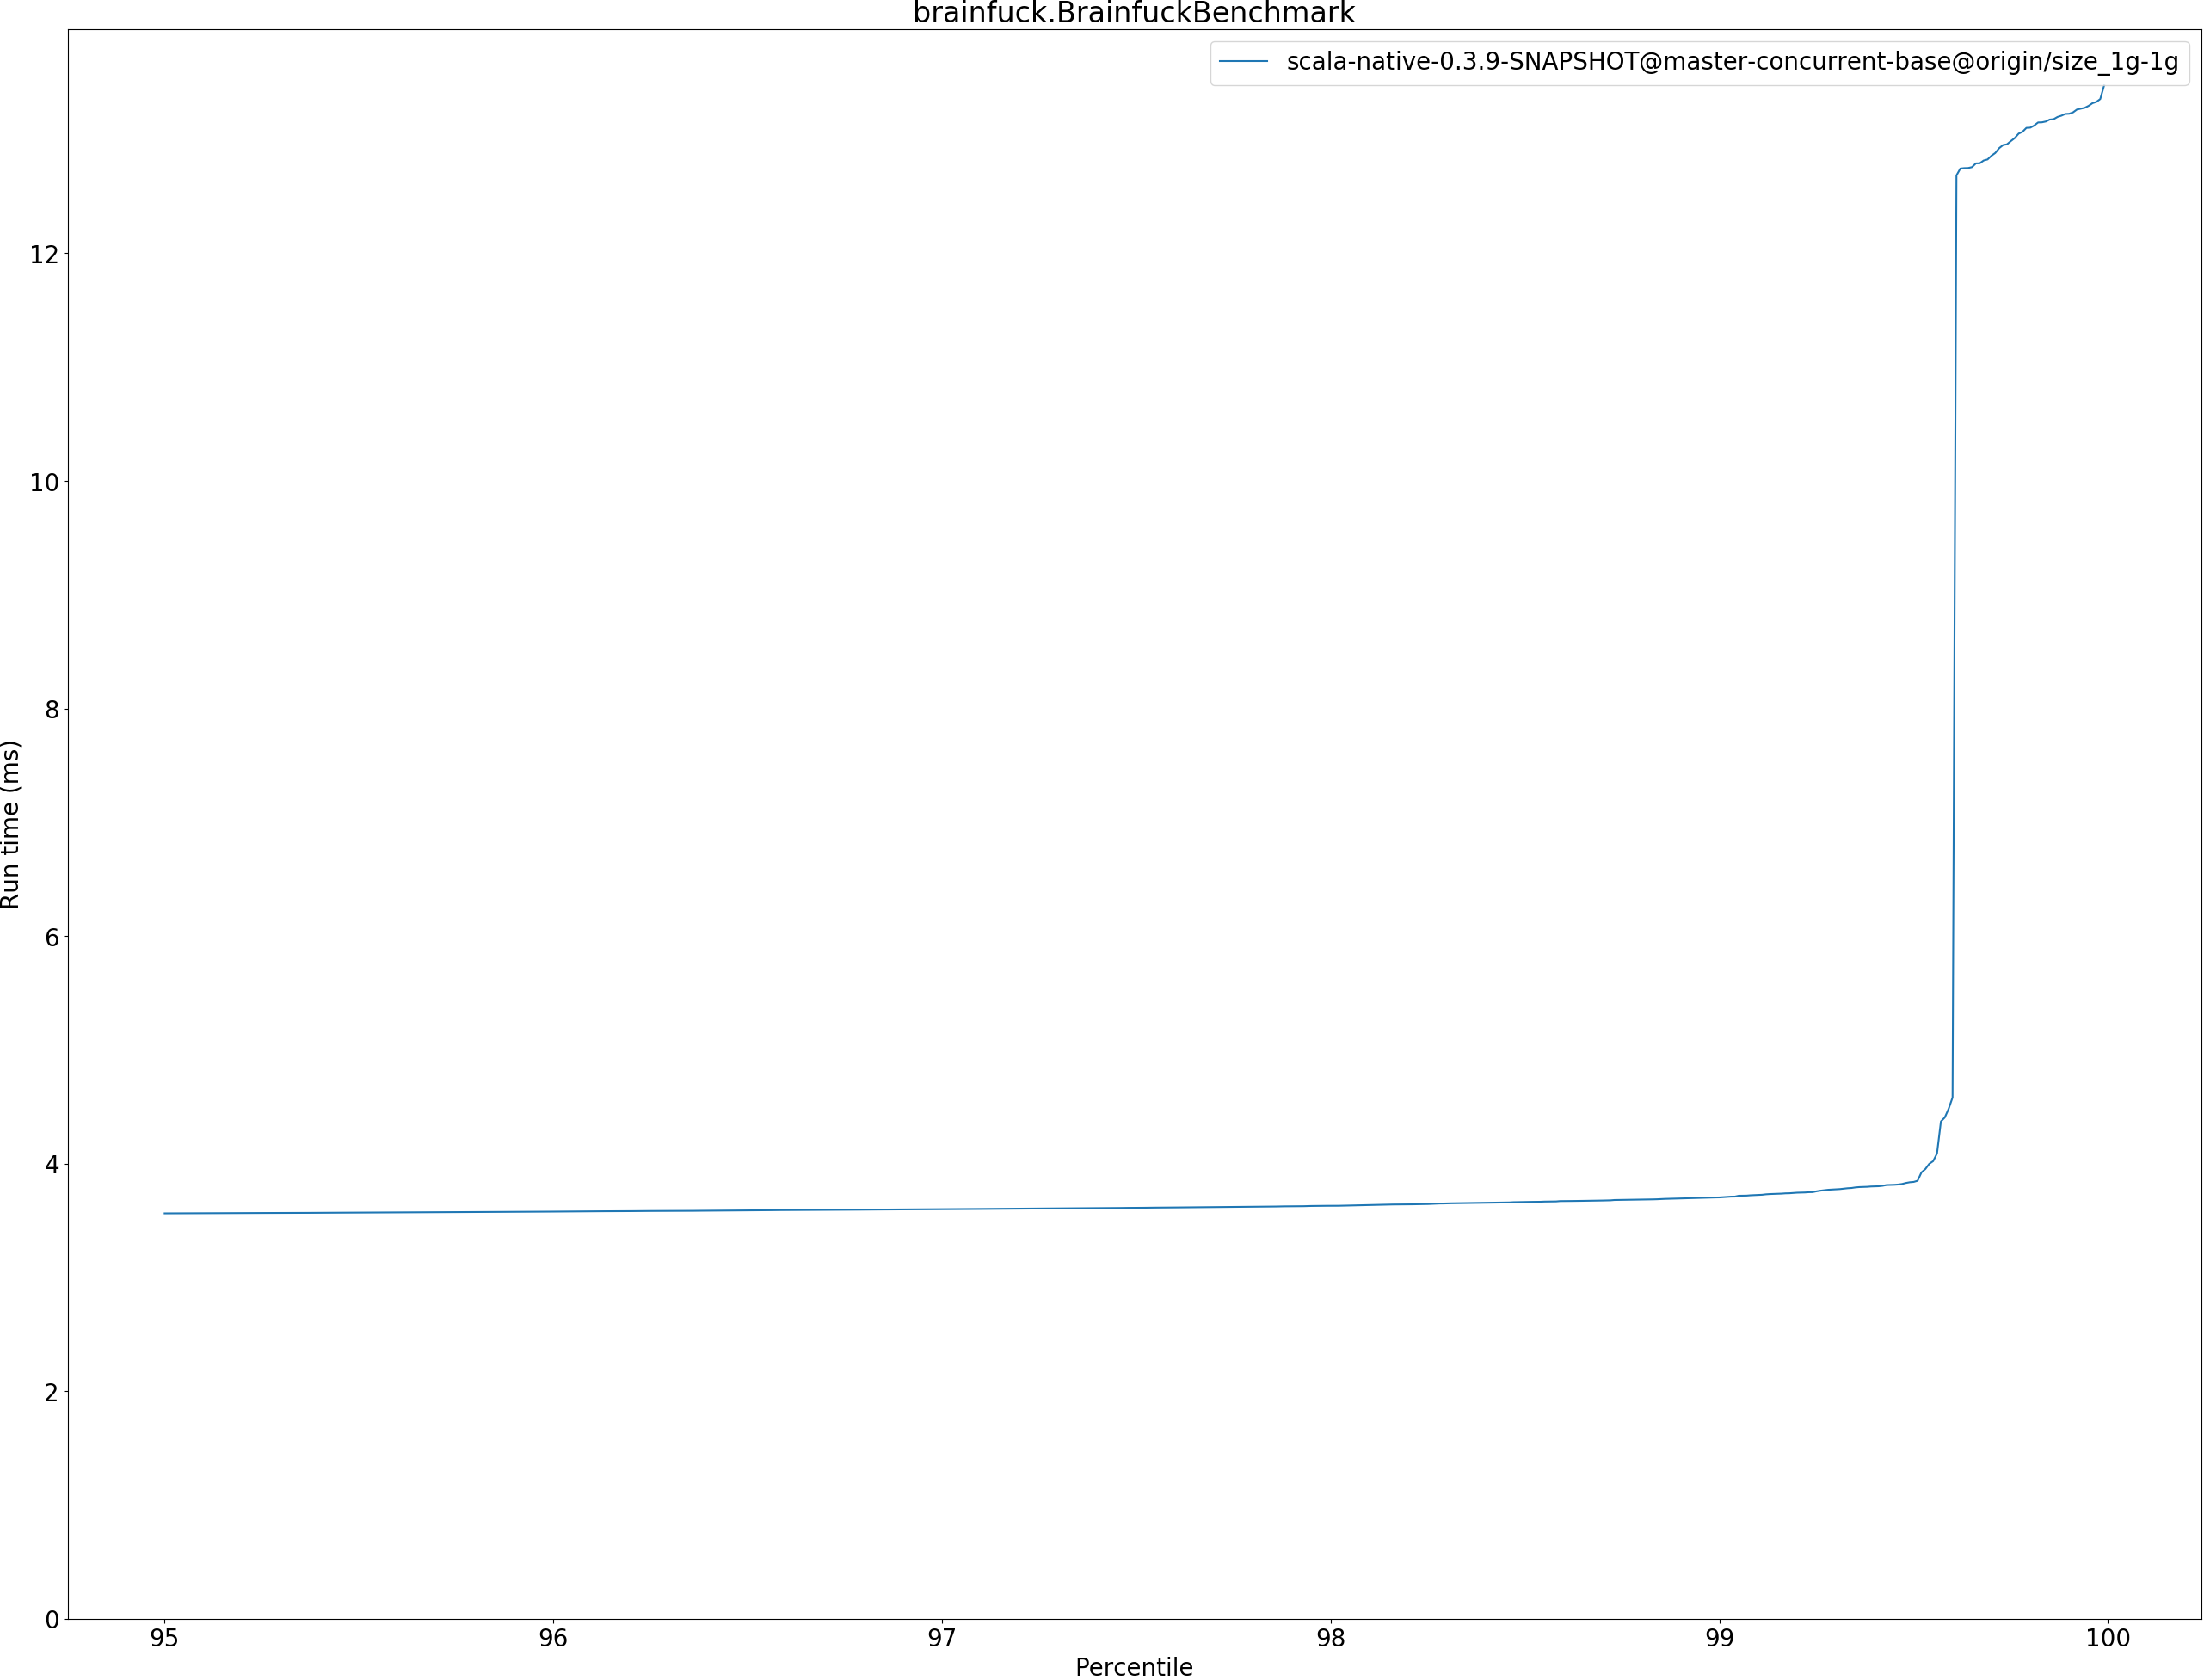 brainfuck.BrainfuckBenchmark
scala-native-0.3.9-SNAPSHOT@master-concurrent-base@origin/size_1g-1g
12
10
8
6
4
2
0
Run time (ms)
95 96 97 98 99 100
Percentile